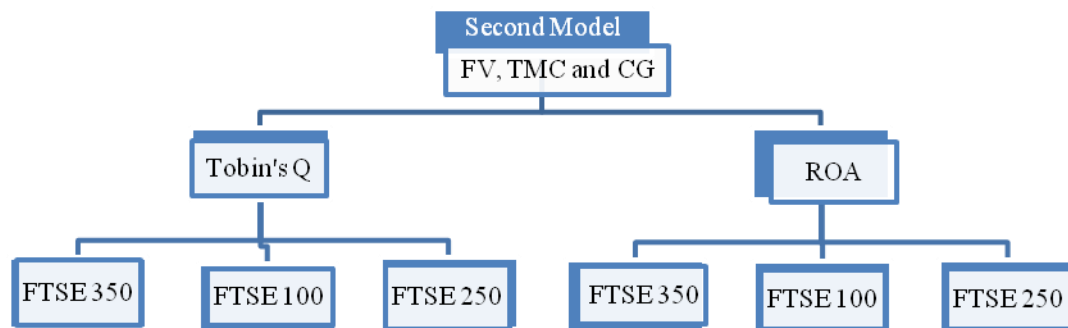 Second Model
FV, TMC and CG
Tobin's Q
ROA
FTSE 350
FTSE 100
FTSE 250
FTSE 350
FTSE 100
FTSE 250